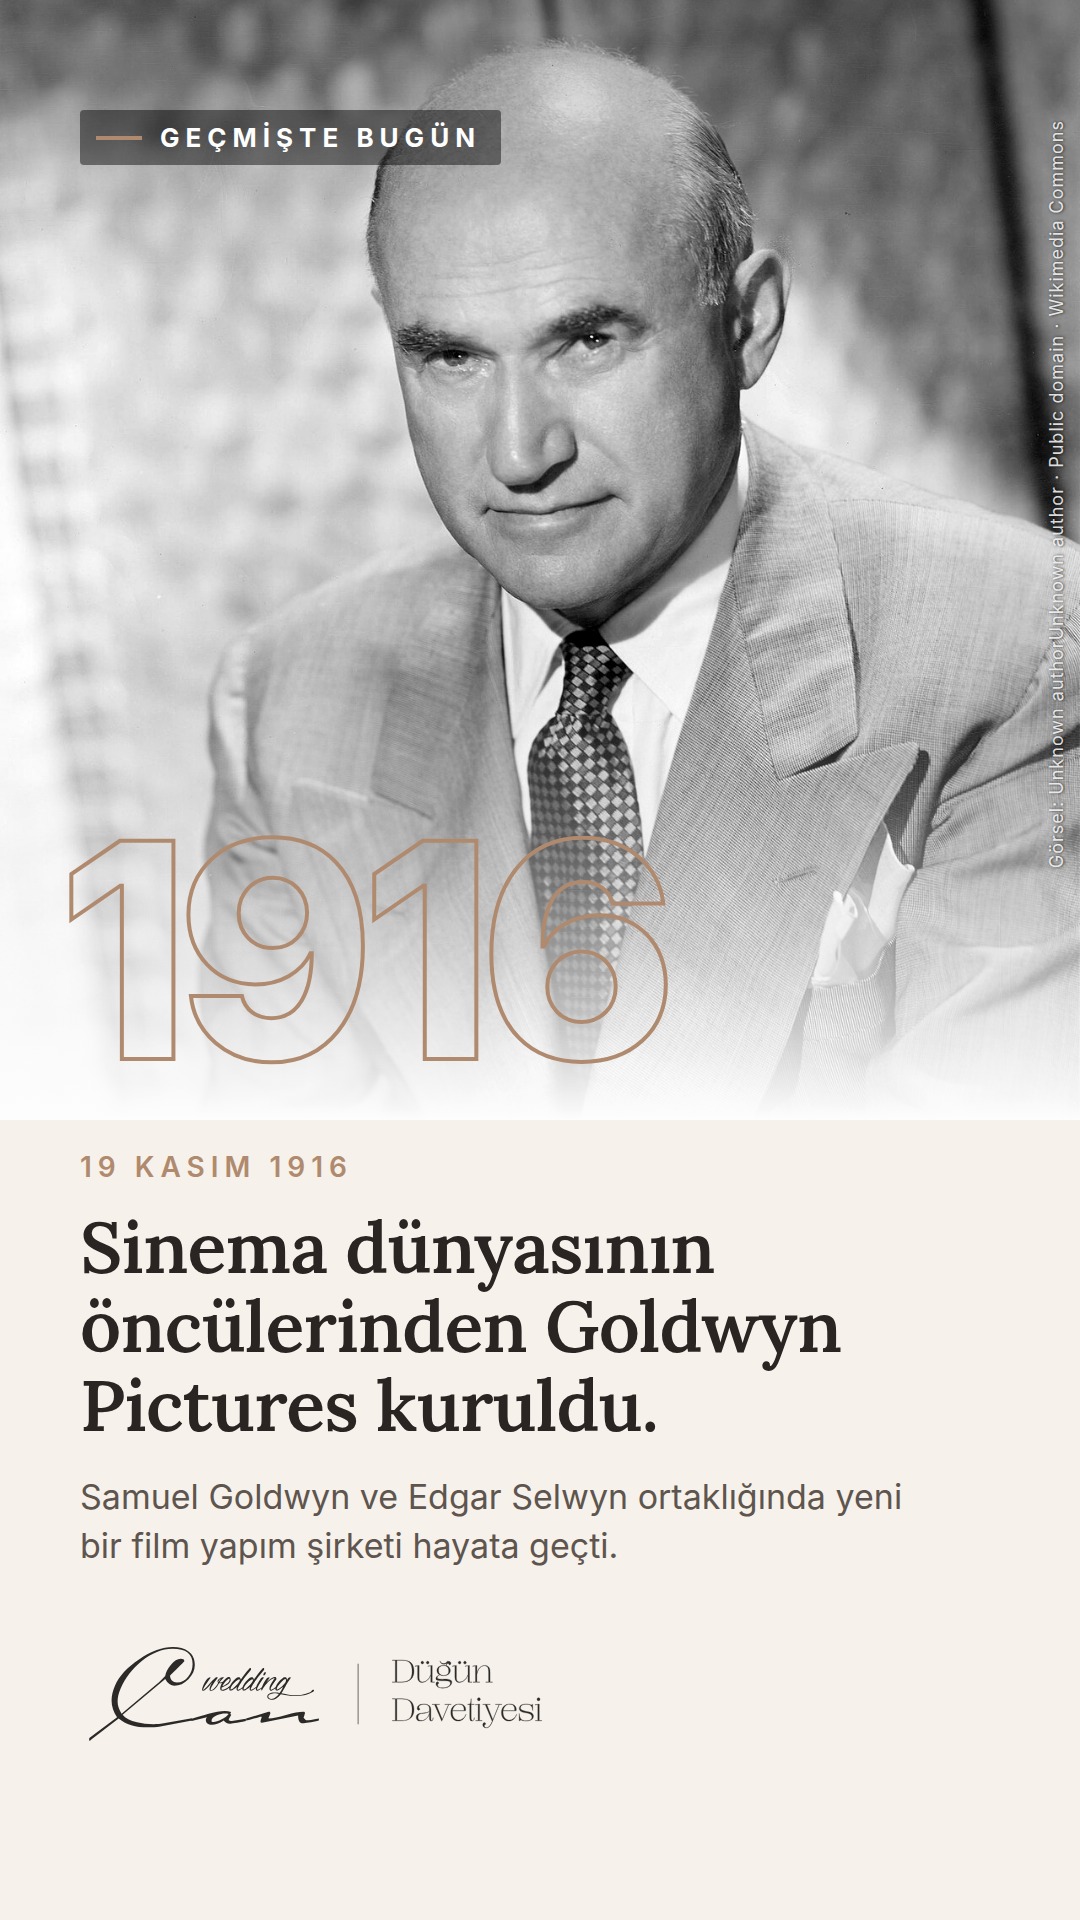 GEÇMİŞTE BUGÜN
Görsel: Unknown authorUnknown author · Public domain · Wikimedia Commons
1916
19 KASIM 1916
Sinema dünyasının
öncülerinden Goldwyn
Pictures kuruldu.
Samuel Goldwyn ve Edgar Selwyn ortaklığında yeni
bir film yapım şirketi hayata geçti.
wedding
Can
Düğün
Davetiyesi